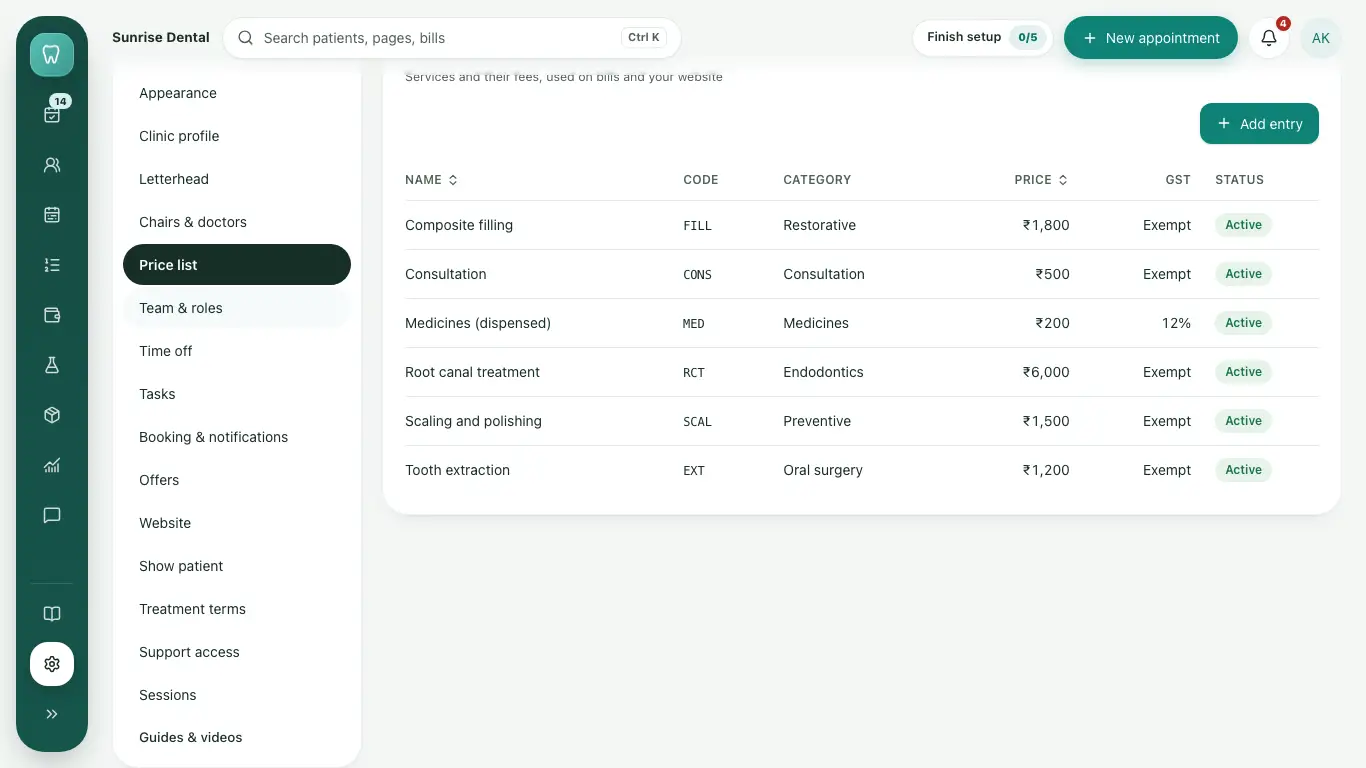 Sunrise Dental
Search patients, pages, bills
Ctrl K
Finish setup 0/5
+ New appointment
4
AK
14
Appearance
Clinic profile
Letterhead
Chairs & doctors
Price list
Team & roles
Time off
Tasks
Booking & notifications
Offers
Website
Show patient
Treatment terms
Support access
Sessions
Guides & videos
Services and their fees, used on bills and your website
+ Add entry
NAME CODE CATEGORY PRICE GST STATUS
Composite filling FILL Restorative ₹1,800 Exempt Active
Consultation CONS Consultation ₹500 Exempt Active
Medicines (dispensed) MED Medicines ₹200 12% Active
Root canal treatment RCT Endodontics ₹6,000 Exempt Active
Scaling and polishing SCAL Preventive ₹1,500 Exempt Active
Tooth extraction EXT Oral surgery ₹1,200 Exempt Active